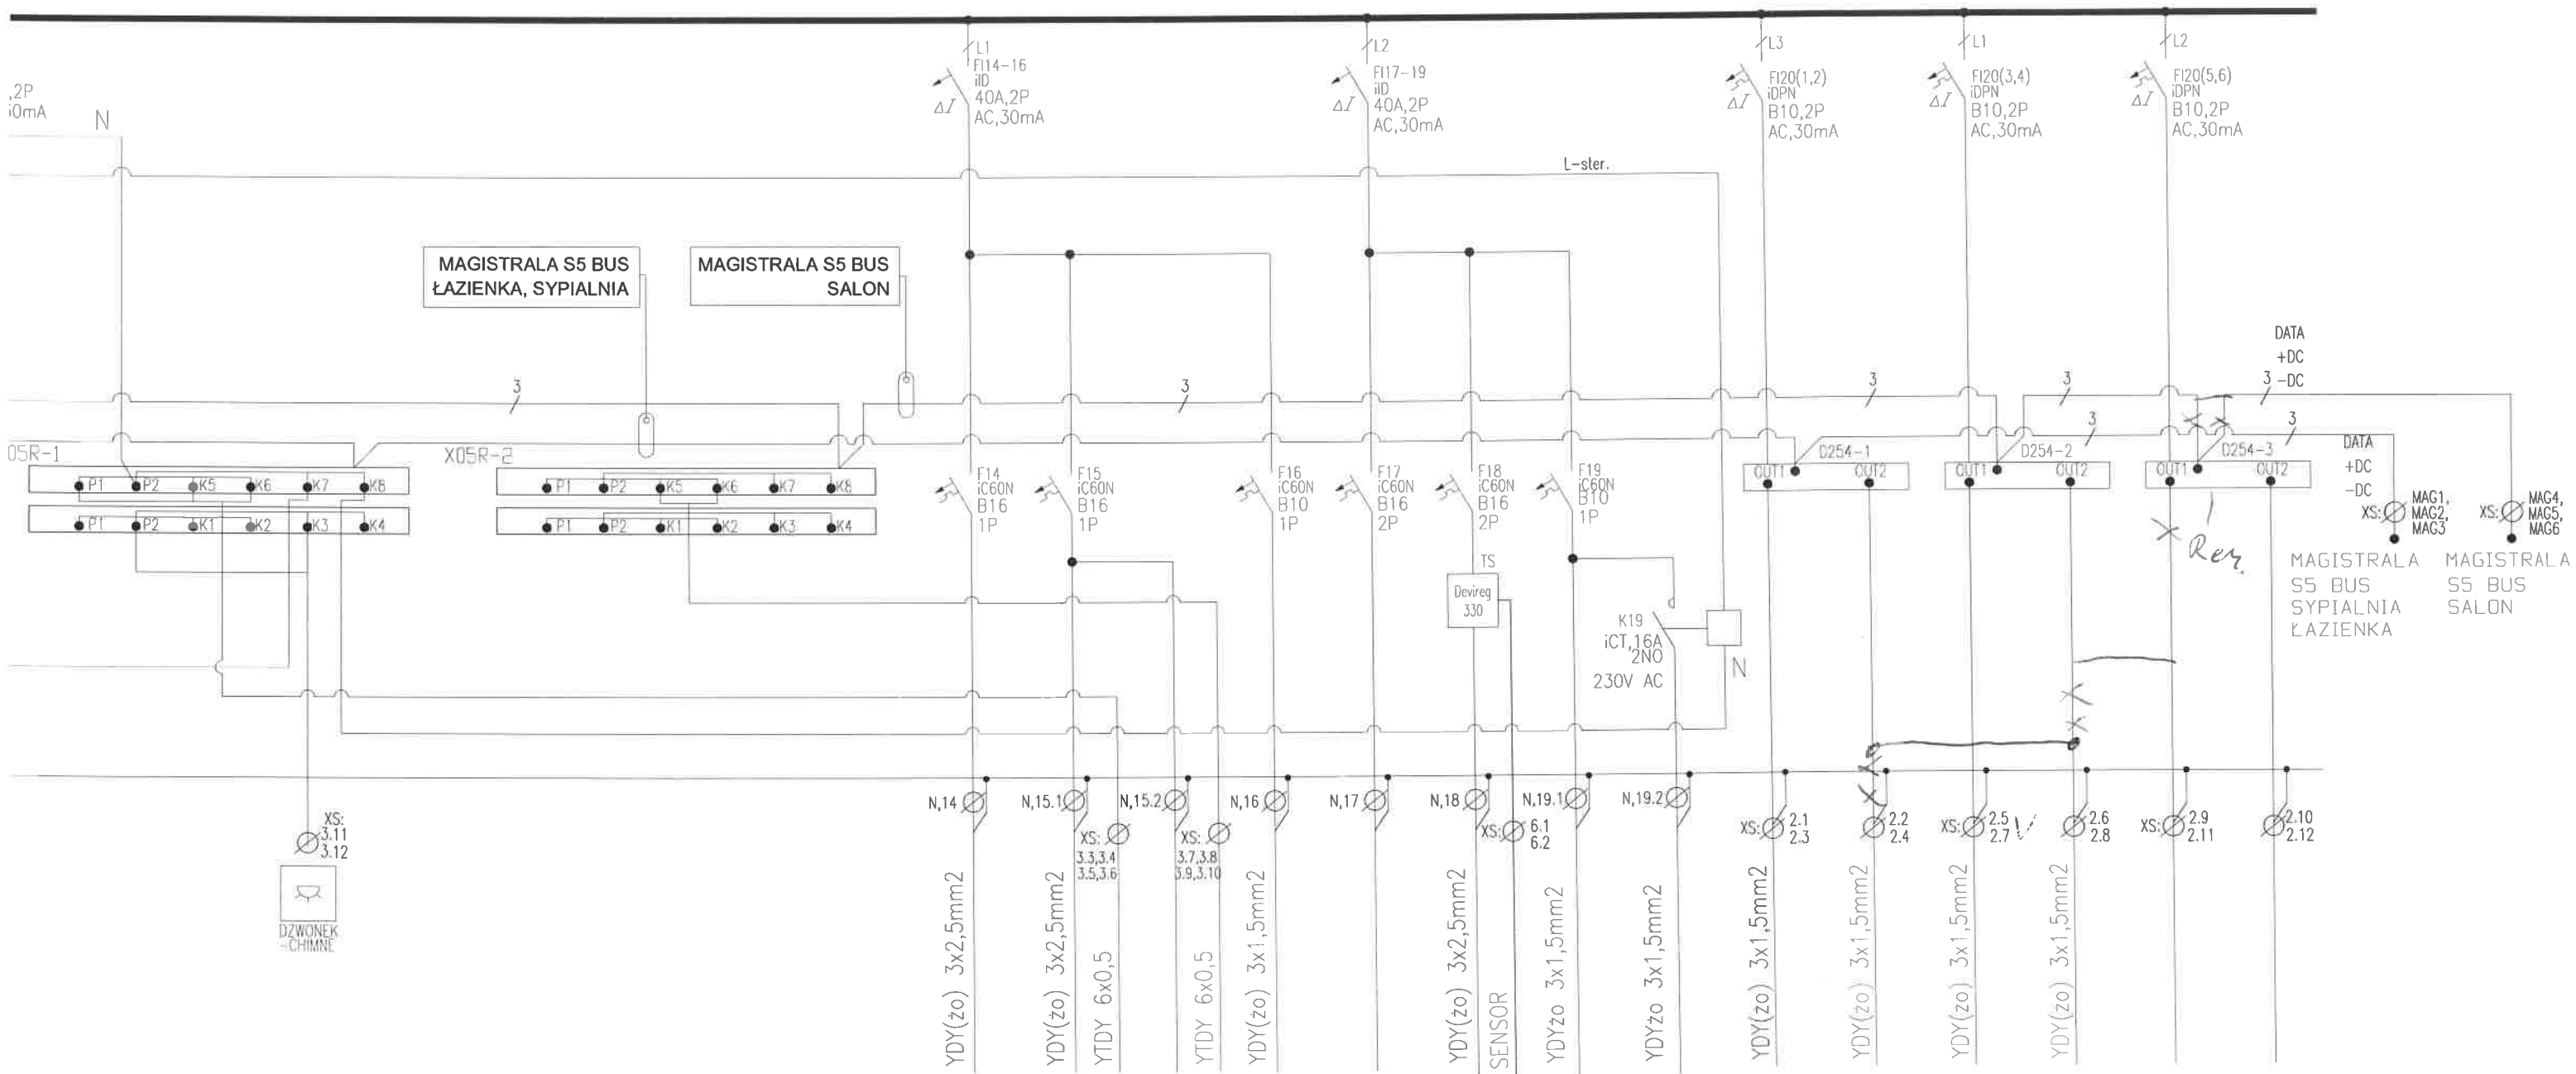 ,2P
N
L1
FI14-16
iID
40A,2P
AC,30mA
ΔI
L2
FI17-19
iID
40A,2P
AC,30mA
ΔI
L3
FI20(1,2)
iDPN
B10,2P
AC,30mA
ΔI
L1
FI20(3,4)
iDPN
B10,2P
AC,30mA
ΔI
L2
FI20(5,6)
iDPN
B10,2P
AC,30mA
ΔI
L-ster.
MAGISTRALA S5 BUS
ŁAZIENKA, SYPIALNIA
MAGISTRALA S5 BUS
SALON
3
3
3
3
3
3
3
DATA
+DC
-DC
DATA
+DC
-DC
05R-1
P1 P2 K5 K6 K7 K8
P1 P2 K1 K2 K3 K4
X05R-2
P1 P2 K5 K6 K7 K8
P1 P2 K1 K2 K3 K4
F14
iC60N
B16
1P
F15
iC60N
B16
1P
F16
iC60N
B10
1P
F17
iC60N
B16
2P
F18
iC60N
B16
2P
F19
iC60N
B10
1P
D254-1
OUT1 OUT2
D254-2
OUT1 OUT2
D254-3
OUT1 OUT2
XS:
MAG1,
MAG2,
MAG3
XS:
MAG4,
MAG5,
MAG6
MAGISTRALA
S5 BUS
SYPIALNIA
ŁAZIENKA
MAGISTRALA
S5 BUS
SALON
TS
Devireg
330
K19
iCT,16A
2NO
230V AC
N
N,14
N,15.1
N,15.2
N,16
N,17
N,18
N,19.1
N,19.2
XS:
3.11
3.12
DZWONEK
-CHIMNE
XS:
3.3,3.4
3.5,3.6
XS:
3.7,3.8
3.9,3.10
XS:
6.1
6.2
XS:
2.1
2.3
2.2
2.4
XS:
2.5
2.7
2.6
2.8
XS:
2.9
2.11
2.10
2.12
YDY(żo) 3x2,5mm2
YDY(żo) 3x2,5mm2
YTDY 6x0,5
YTDY 6x0,5
YDY(żo) 3x1,5mm2
YDY(żo) 3x2,5mm2
SENSOR
YDYżo 3x1,5mm2
YDYżo 3x1,5mm2
YDY(żo) 3x1,5mm2
YDY(żo) 3x1,5mm2
YDY(żo) 3x1,5mm2
YDY(żo) 3x1,5mm2